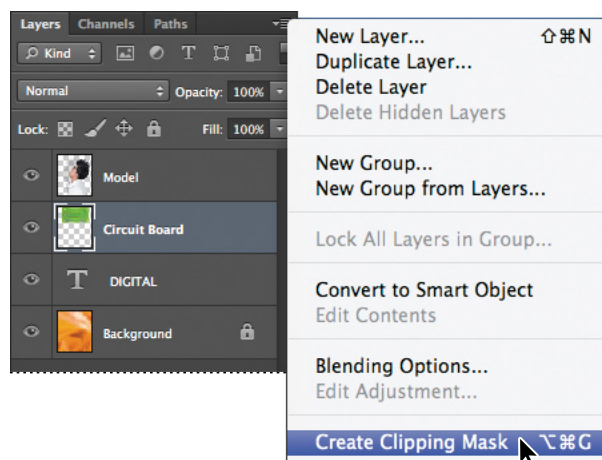 Layers Channels Paths
Kind
T
Normal Opacity: 100%
Lock: Fill: 100%
Model
Circuit Board
T DIGITAL
Background
New Layer... ⇧⌘N
Duplicate Layer...
Delete Layer
Delete Hidden Layers
New Group...
New Group from Layers...
Lock All Layers in Group...
Convert to Smart Object
Edit Contents
Blending Options...
Edit Adjustment...
Create Clipping Mask ⌥⌘G